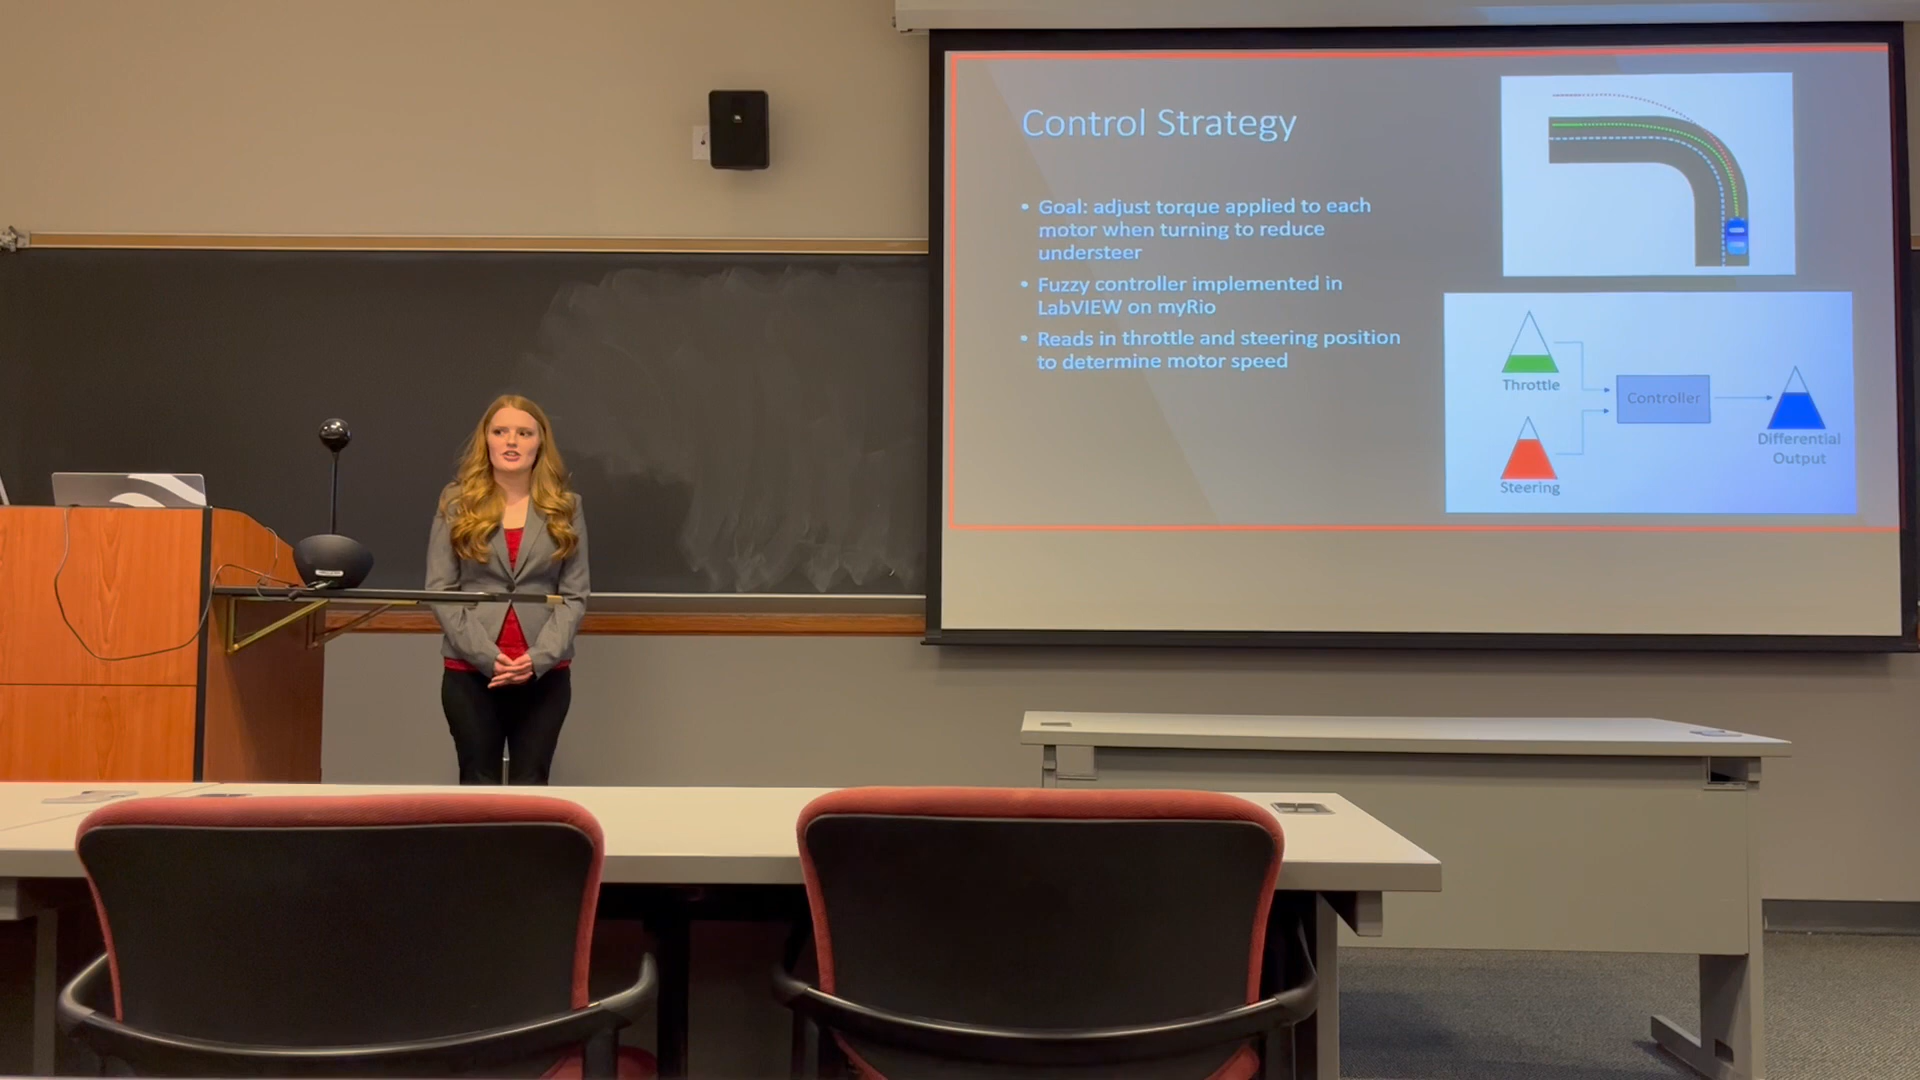 Control Strategy
• Goal: adjust torque applied to each
motor when turning to reduce
understeer
• Fuzzy controller implemented in
LabVIEW on myRio
• Reads in throttle and steering position
to determine motor speed
Throttle
Controller
Differential
Output
Steering